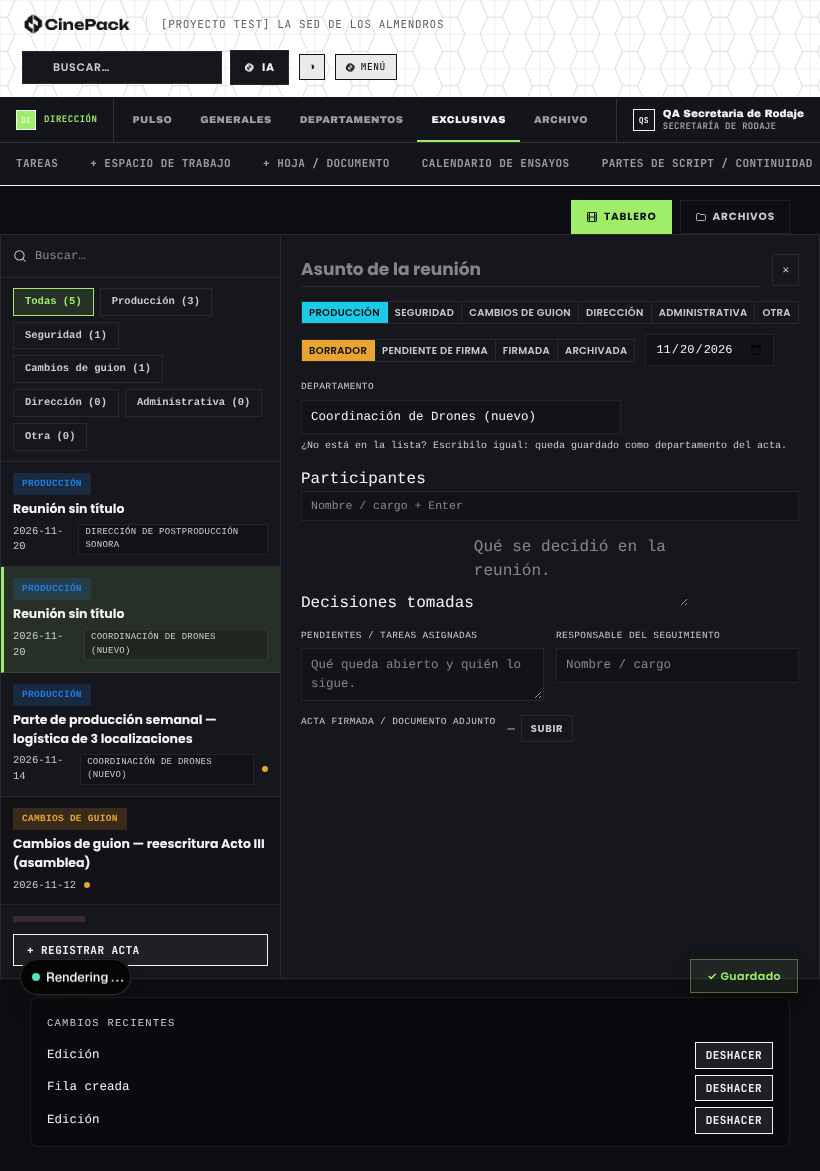 CinePack
[PROYECTO TEST] LA SED DE LOS ALMENDROS
BUSCAR…
IA
MENÚ
DI
DIRECCIÓN
PULSO
GENERALES
DEPARTAMENTOS
EXCLUSIVAS
ARCHIVO
QS
QA Secretaria de Rodaje
SECRETARÍA DE RODAJE
TAREAS
+ ESPACIO DE TRABAJO
+ HOJA / DOCUMENTO
CALENDARIO DE ENSAYOS
PARTES DE SCRIPT / CONTINUIDAD
TABLERO
ARCHIVOS
Buscar…
Todas (5)
Producción (3)
Seguridad (1)
Cambios de guion (1)
Dirección (0)
Administrativa (0)
Otra (0)
PRODUCCIÓN
Reunión sin título
2026-11-
20
DIRECCIÓN DE POSTPRODUCCIÓN
SONORA
PRODUCCIÓN
Reunión sin título
2026-11-
20
COORDINACIÓN DE DRONES
(NUEVO)
PRODUCCIÓN
Parte de producción semanal —
logística de 3 localizaciones
2026-11-
14
COORDINACIÓN DE DRONES
(NUEVO)
CAMBIOS DE GUION
Cambios de guion — reescritura Acto III
(asamblea)
2026-11-12
+ REGISTRAR ACTA
Rendering ...
Asunto de la reunión
×
PRODUCCIÓN
SEGURIDAD
CAMBIOS DE GUION
DIRECCIÓN
ADMINISTRATIVA
OTRA
BORRADOR
PENDIENTE DE FIRMA
FIRMADA
ARCHIVADA
11/20/2026
DEPARTAMENTO
Coordinación de Drones (nuevo)
¿No está en la lista? Escribilo igual: queda guardado como departamento del acta.
Participantes
Nombre / cargo + Enter
Qué se decidió en la
reunión.
Decisiones tomadas
PENDIENTES / TAREAS ASIGNADAS
RESPONSABLE DEL SEGUIMIENTO
Qué queda abierto y quién lo
sigue.
Nombre / cargo
ACTA FIRMADA / DOCUMENTO ADJUNTO
—
SUBIR
✓ Guardado
CAMBIOS RECIENTES
Edición
DESHACER
Fila creada
DESHACER
Edición
DESHACER